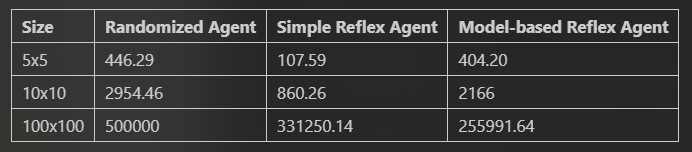 Size Randomized Agent Simple Reflex Agent Model-based Reflex Agent
5x5 446.29 107.59 404.20
10x10 2954.46 860.26 2166
100x100 500000 331250.14 255991.64